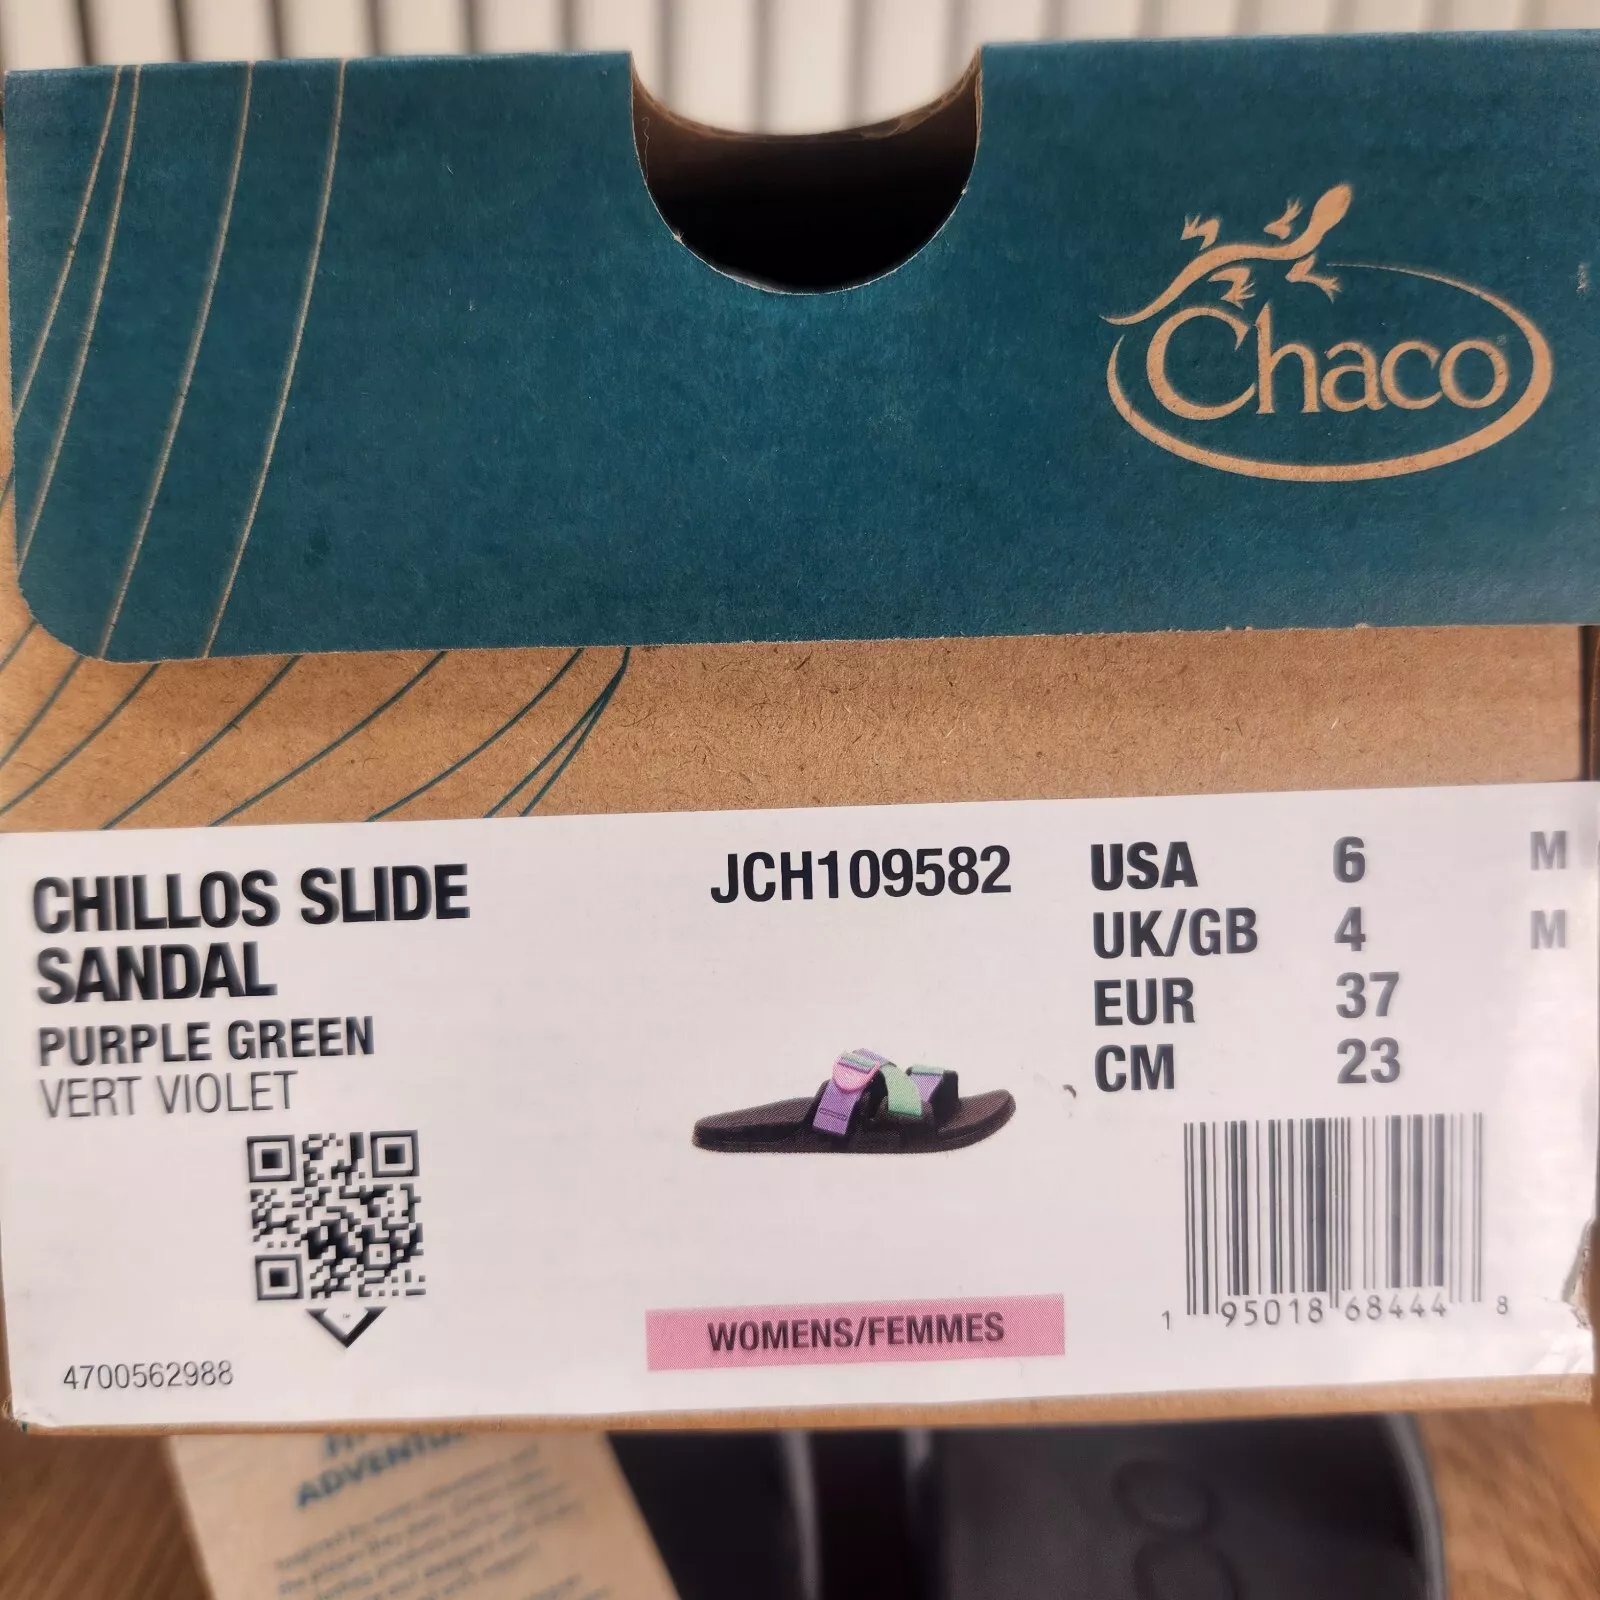 Chaco
CHILLOS SLIDE
SANDAL
PURPLE GREEN
VERT VIOLET
4700562988
JCH109582
WOMENS/FEMMES
USA 6 M
UK/GB 4 M
EUR 37
CM 23
1 95018 68444 8
ADVENTU